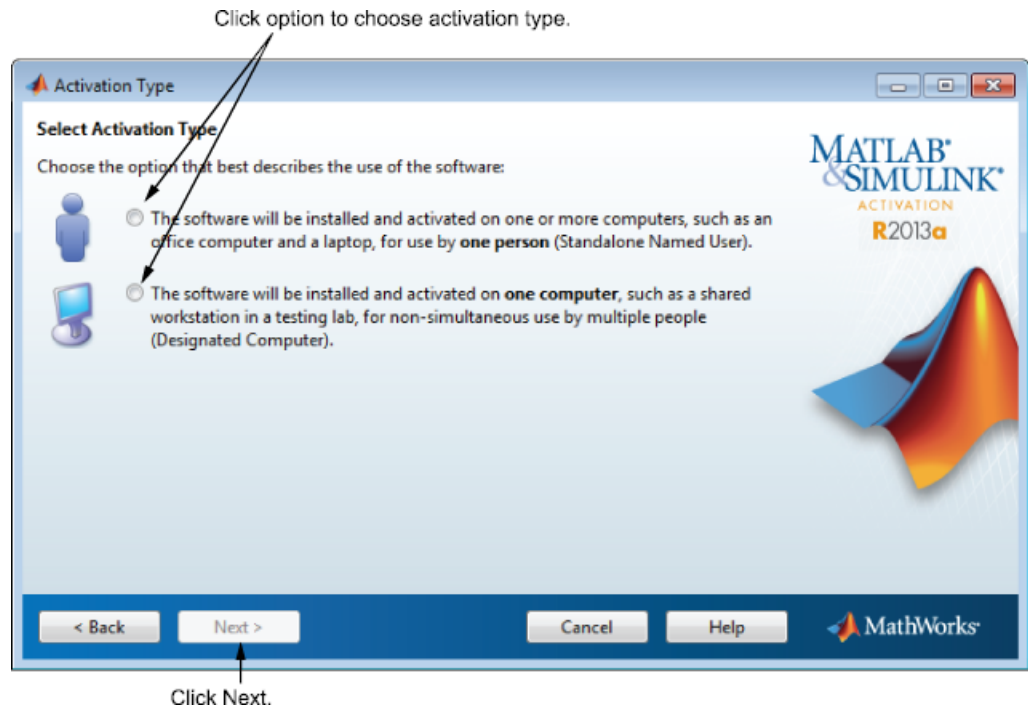 Click option to choose activation type.
Activation Type
Select Activation Type
Choose the option that best describes the use of the software:
The software will be installed and activated on one or more computers, such as an
office computer and a laptop, for use by one person (Standalone Named User).
The software will be installed and activated on one computer, such as a shared
workstation in a testing lab, for non-simultaneous use by multiple people
(Designated Computer).
MATLAB®
&SIMULINK®
ACTIVATION
R2013a
< Back
Next >
Cancel
Help
MathWorks®
Click Next.